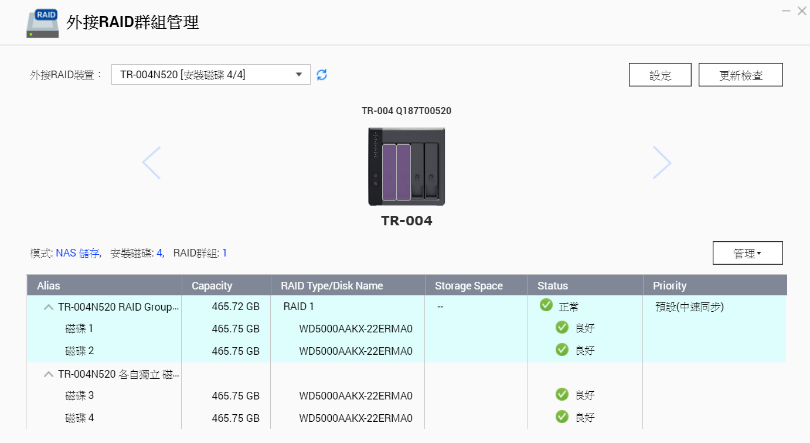 RAID
外接RAID群組管理
外接RAID裝置：
TR-004N520 [安裝磁碟 4/4]
設定
更新檢查
TR-004 Q187T00520
TR-004
模式: NAS 儲存, 安裝磁碟: 4, RAID群組: 1
管理
Alias Capacity RAID Type/Disk Name Storage Space Status Priority
TR-004N520 RAID Group... 465.72 GB RAID 1 -- 正常 預設(中速同步)
磁碟 1 465.75 GB WD5000AAKX-22ERMA0 良好
磁碟 2 465.75 GB WD5000AAKX-22ERMA0 良好
TR-004N520 各自獨立 磁...
磁碟 3 465.75 GB WD5000AAKX-22ERMA0 良好
磁碟 4 465.75 GB WD5000AAKX-22ERMA0 良好